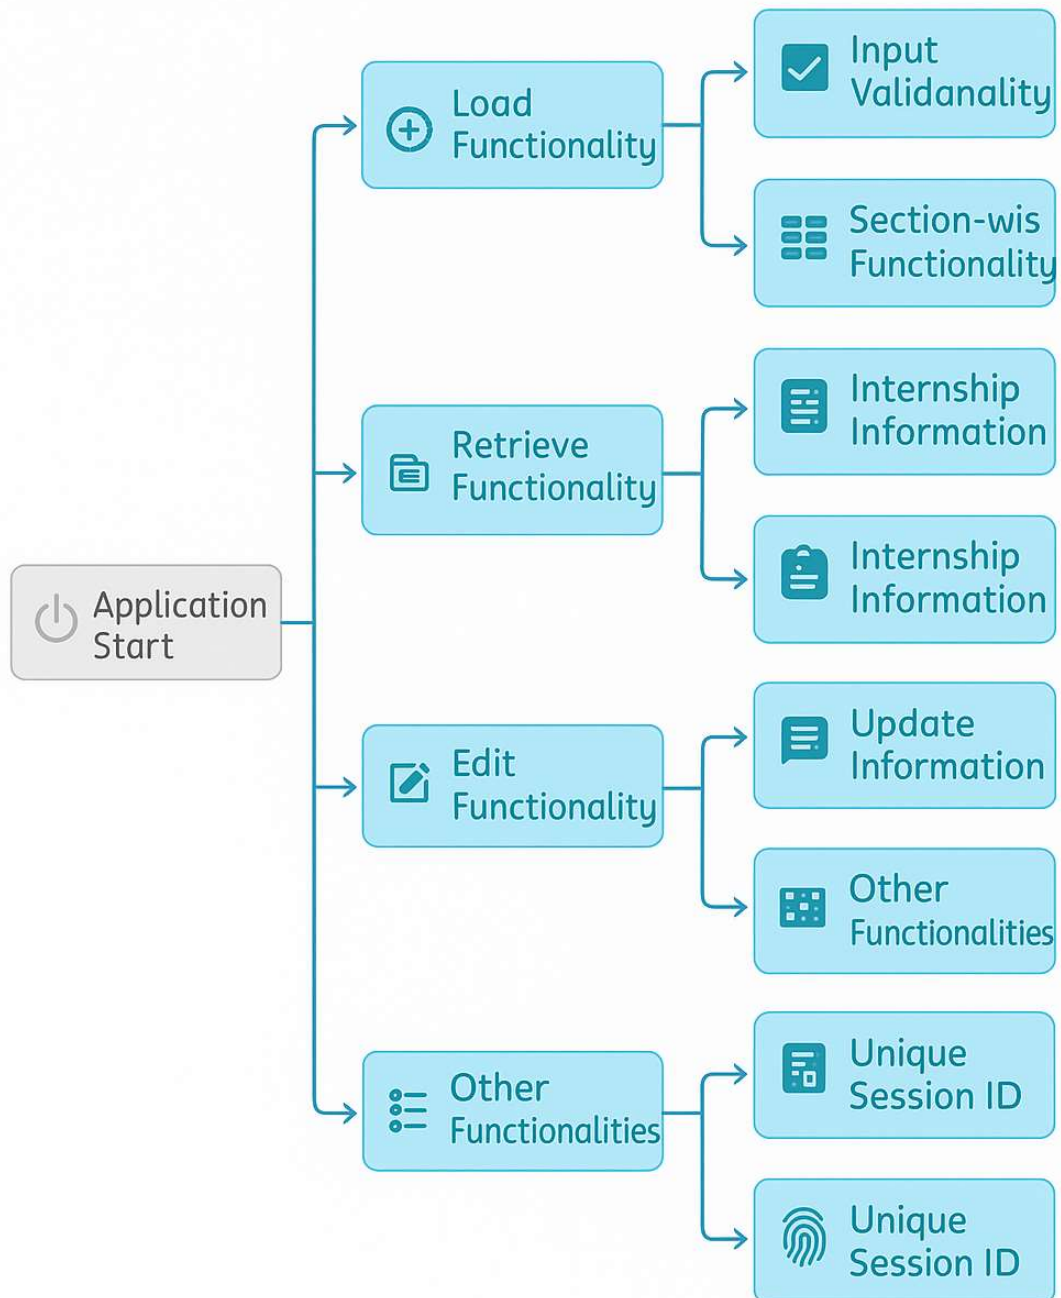 Application
Start
Load
Functionality
Input
Validanality
Section-wis
Functionality
Retrieve
Functionality
Internship
Information
Internship
Information
Edit
Functionality
Update
Information
Other
Functionalities
Other
Functionalities
Unique
Session ID
Unique
Session ID